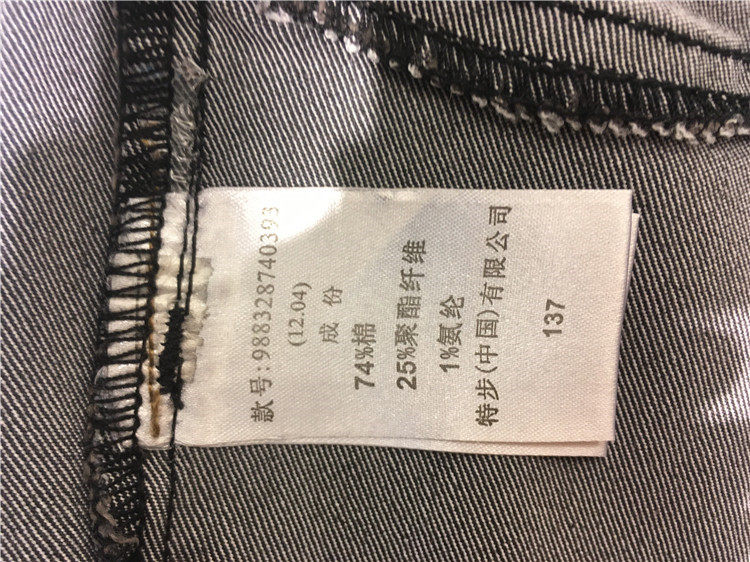 款号:988328740393
(12.04)
成 份
74%棉
25%聚酯纤维
1%氨纶
特步(中国)有限公司
137